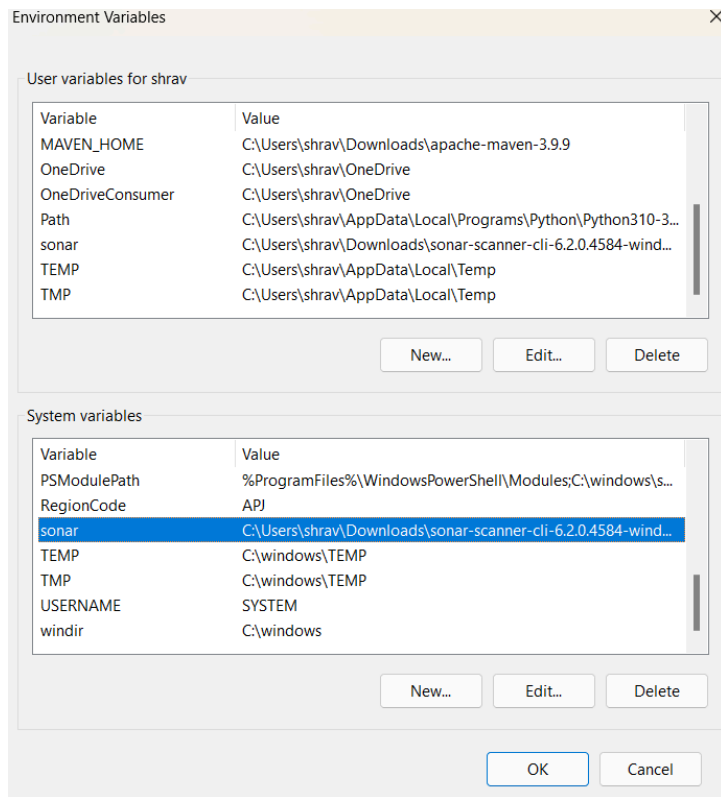 Environment Variables
User variables for shrav
Variable Value
MAVEN_HOME C:\Users\shrav\Downloads\apache-maven-3.9.9
OneDrive C:\Users\shrav\OneDrive
OneDriveConsumer C:\Users\shrav\OneDrive
Path C:\Users\shrav\AppData\Local\Programs\Python\Python310-3...
sonar C:\Users\shrav\Downloads\sonar-scanner-cli-6.2.0.4584-wind...
TEMP C:\Users\shrav\AppData\Local\Temp
TMP C:\Users\shrav\AppData\Local\Temp
New... Edit... Delete
System variables
Variable Value
PSModulePath %ProgramFiles%\WindowsPowerShell\Modules;C:\windows\s...
RegionCode APJ
sonar C:\Users\shrav\Downloads\sonar-scanner-cli-6.2.0.4584-wind...
TEMP C:\windows\TEMP
TMP C:\windows\TEMP
USERNAME SYSTEM
windir C:\windows
New... Edit... Delete
OK Cancel